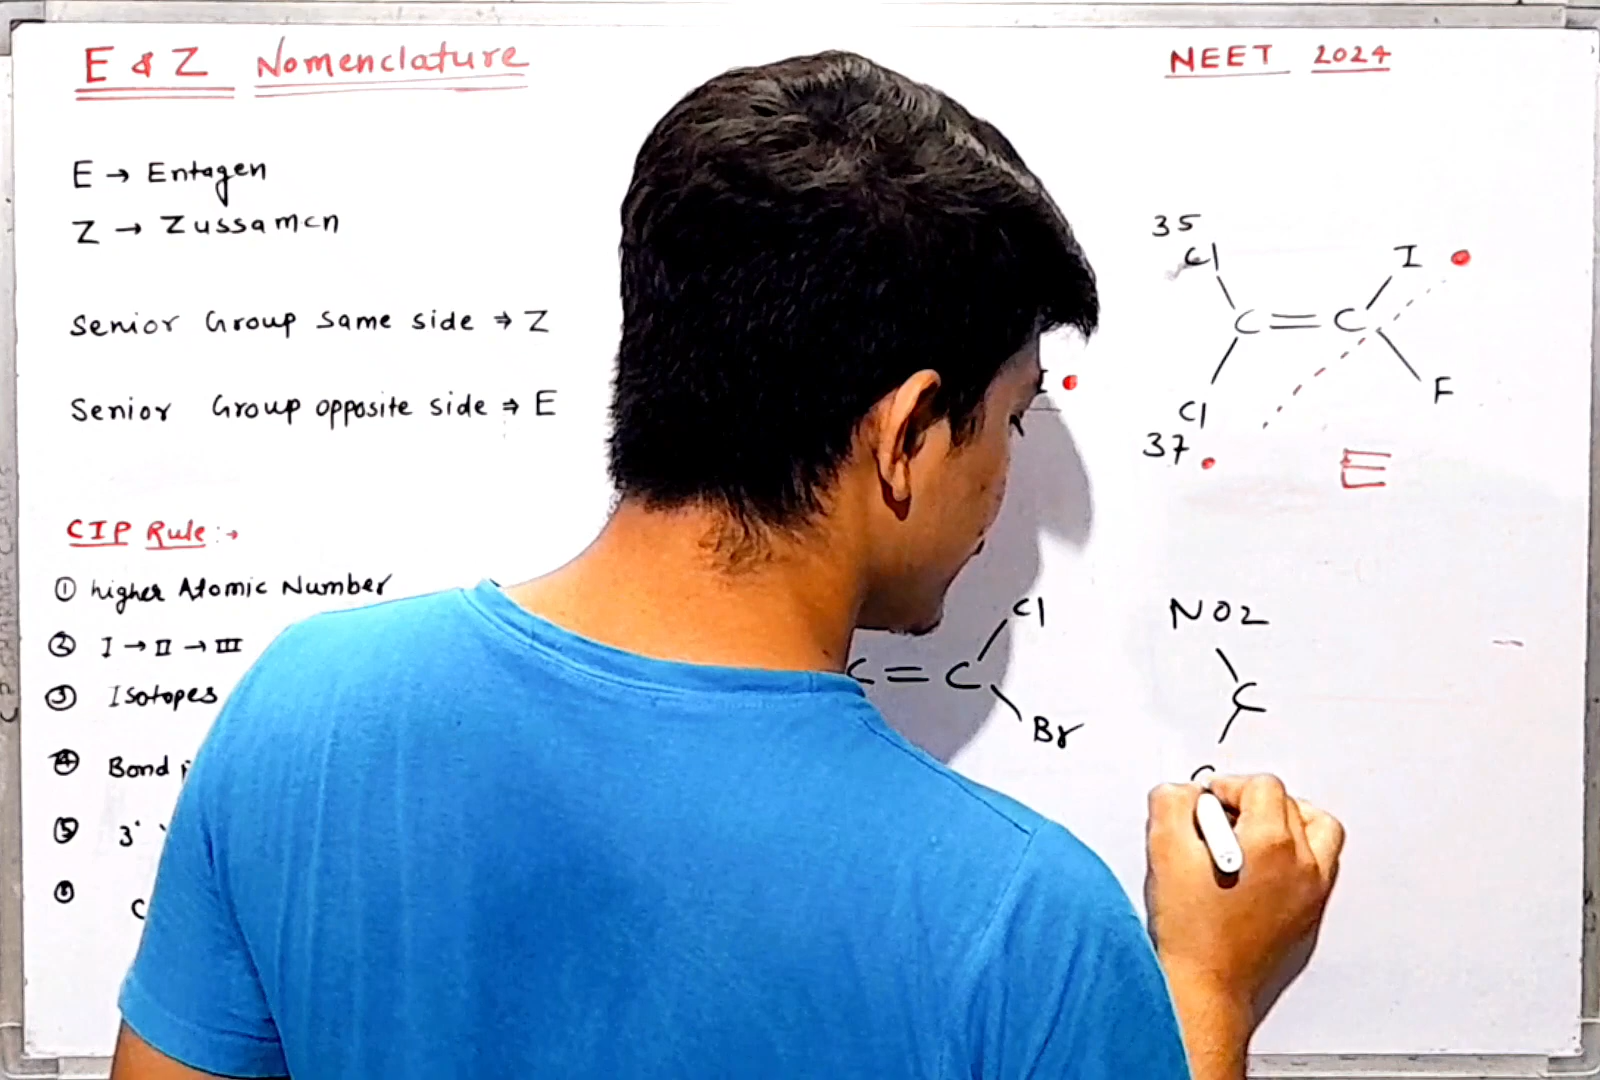 E & Z Nomenclature
NEET 2024
E → Entagen
Z → Zussamen
Senior Group same side ⇒ Z
Senior Group opposite side ⇒ E
CIP Rule :→
① higher Atomic Number
② I → II → III
③ Isotopes
④ Bond
⑤ 3°
⑥ C
I
C = C
Cl
Br
35
Cl
I
C = C
Cl
F
37
E
NO2
C
C